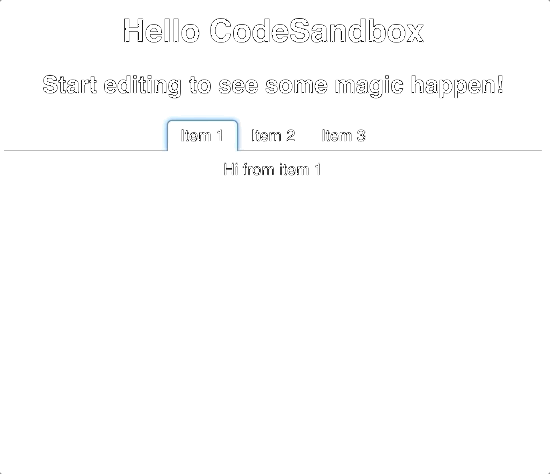 Hello CodeSandbox
Start editing to see some magic happen!
Item 1 Item 2 Item 3
Hi from item 1